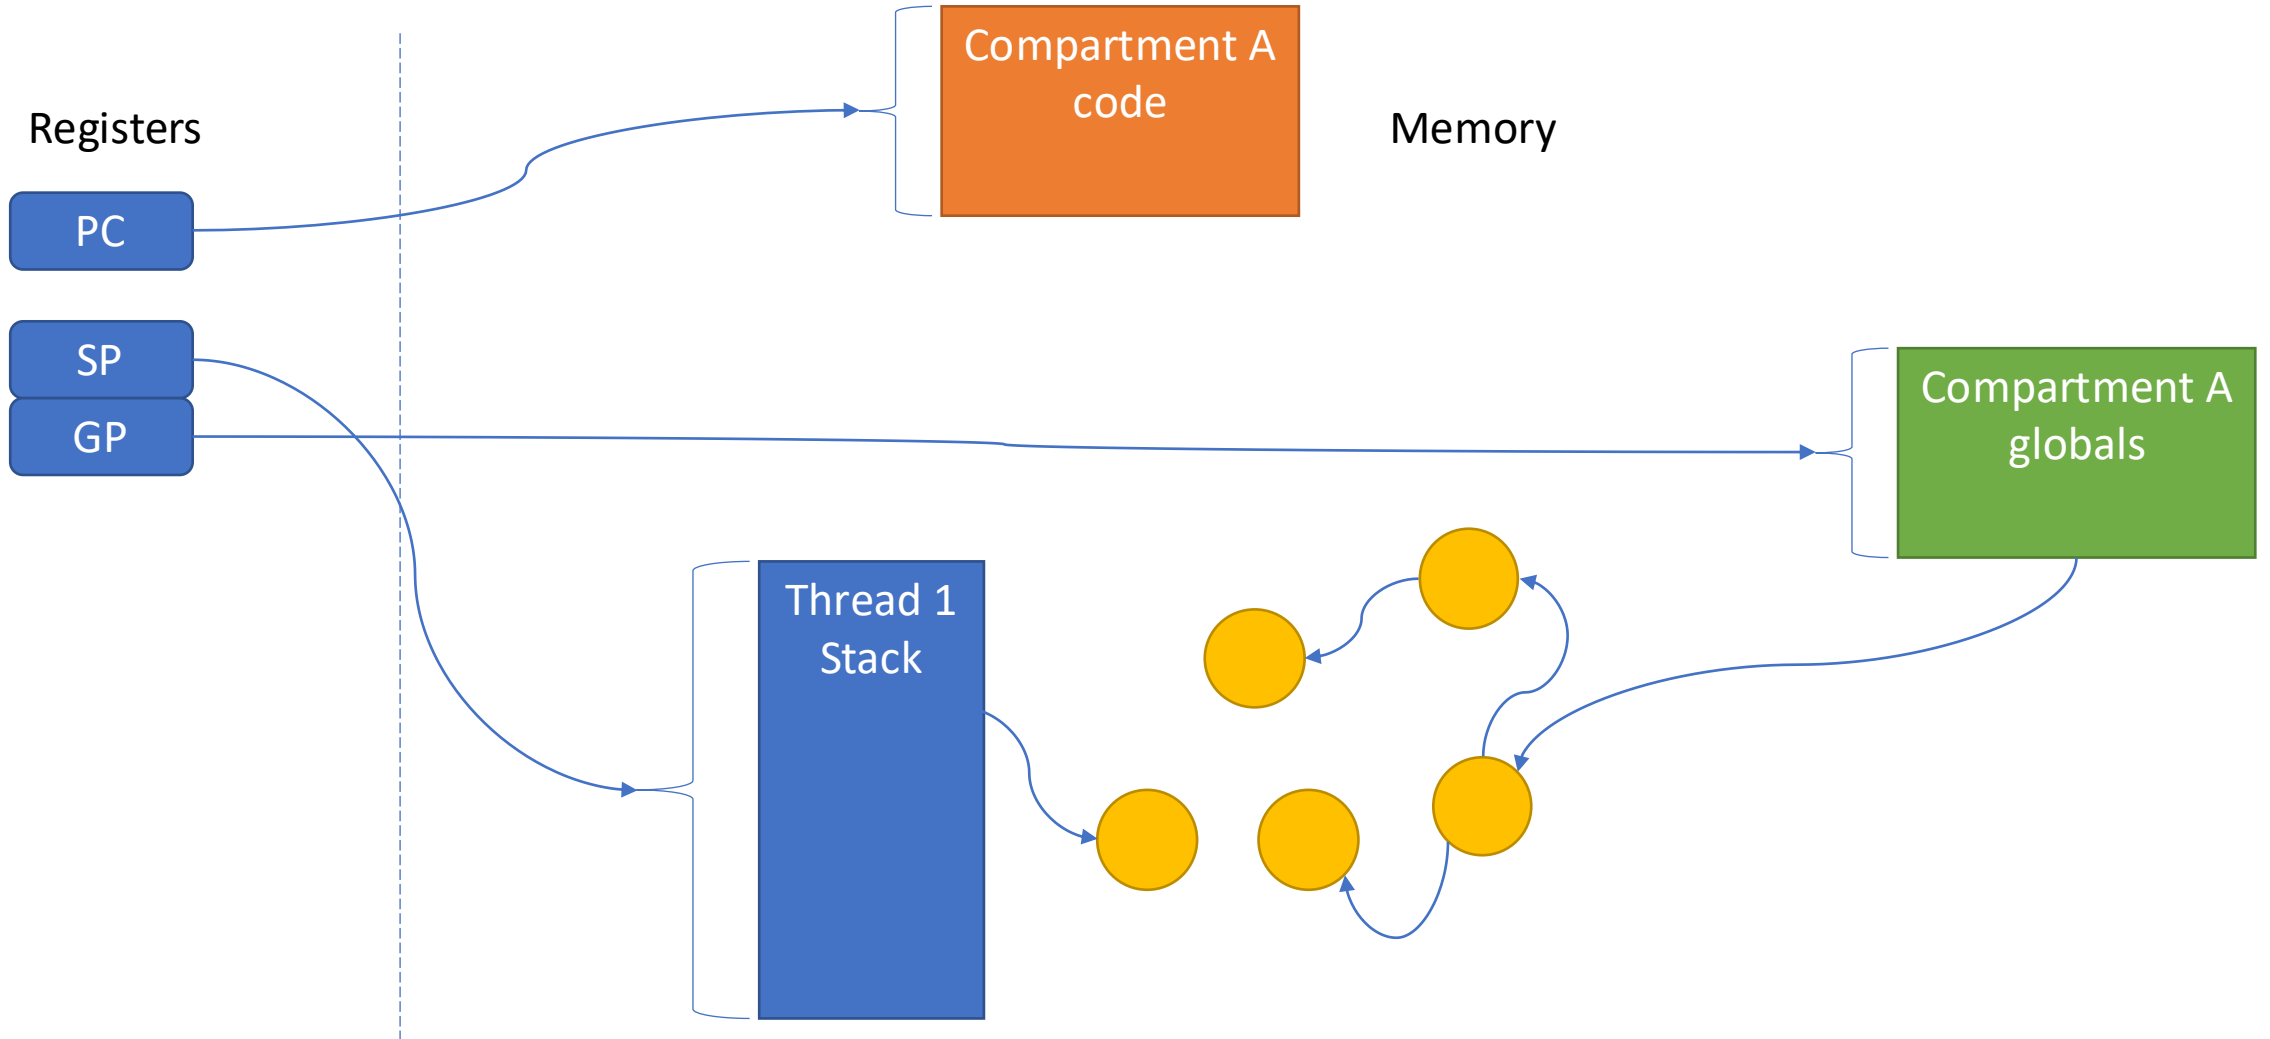 Registers
Memory
PC
SP
GP
Compartment A
code
Compartment A
globals
Thread 1
Stack